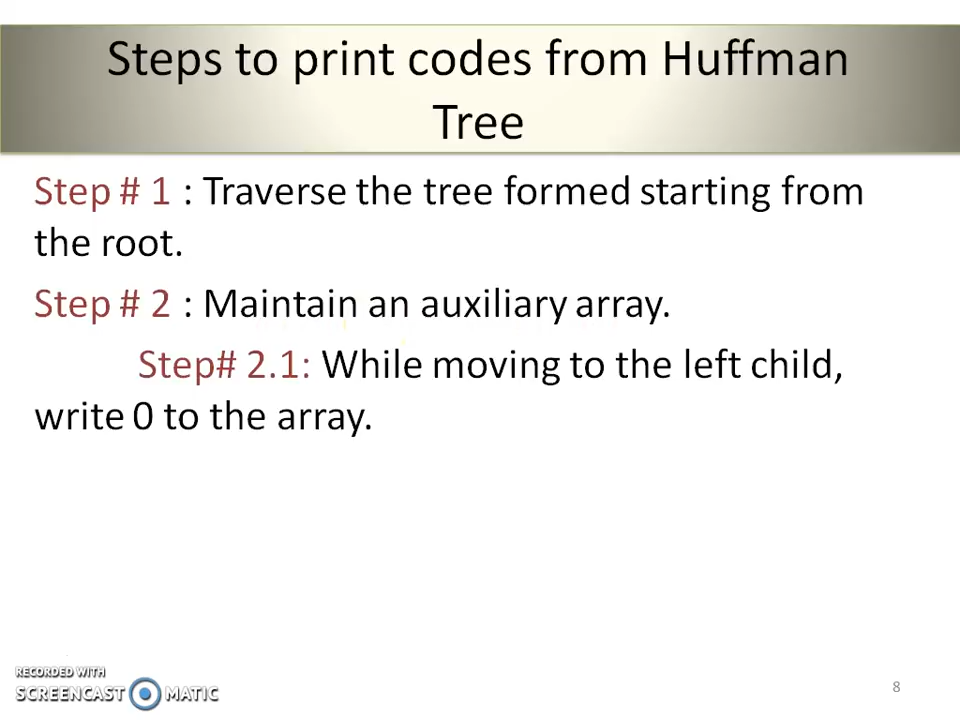 Steps to print codes from Huffman
Tree
Step # 1 : Traverse the tree formed starting from
the root.
Step # 2 : Maintain an auxiliary array.
Step# 2.1: While moving to the left child,
write 0 to the array.
RECORDED WITH
SCREENCAST MATIC
8